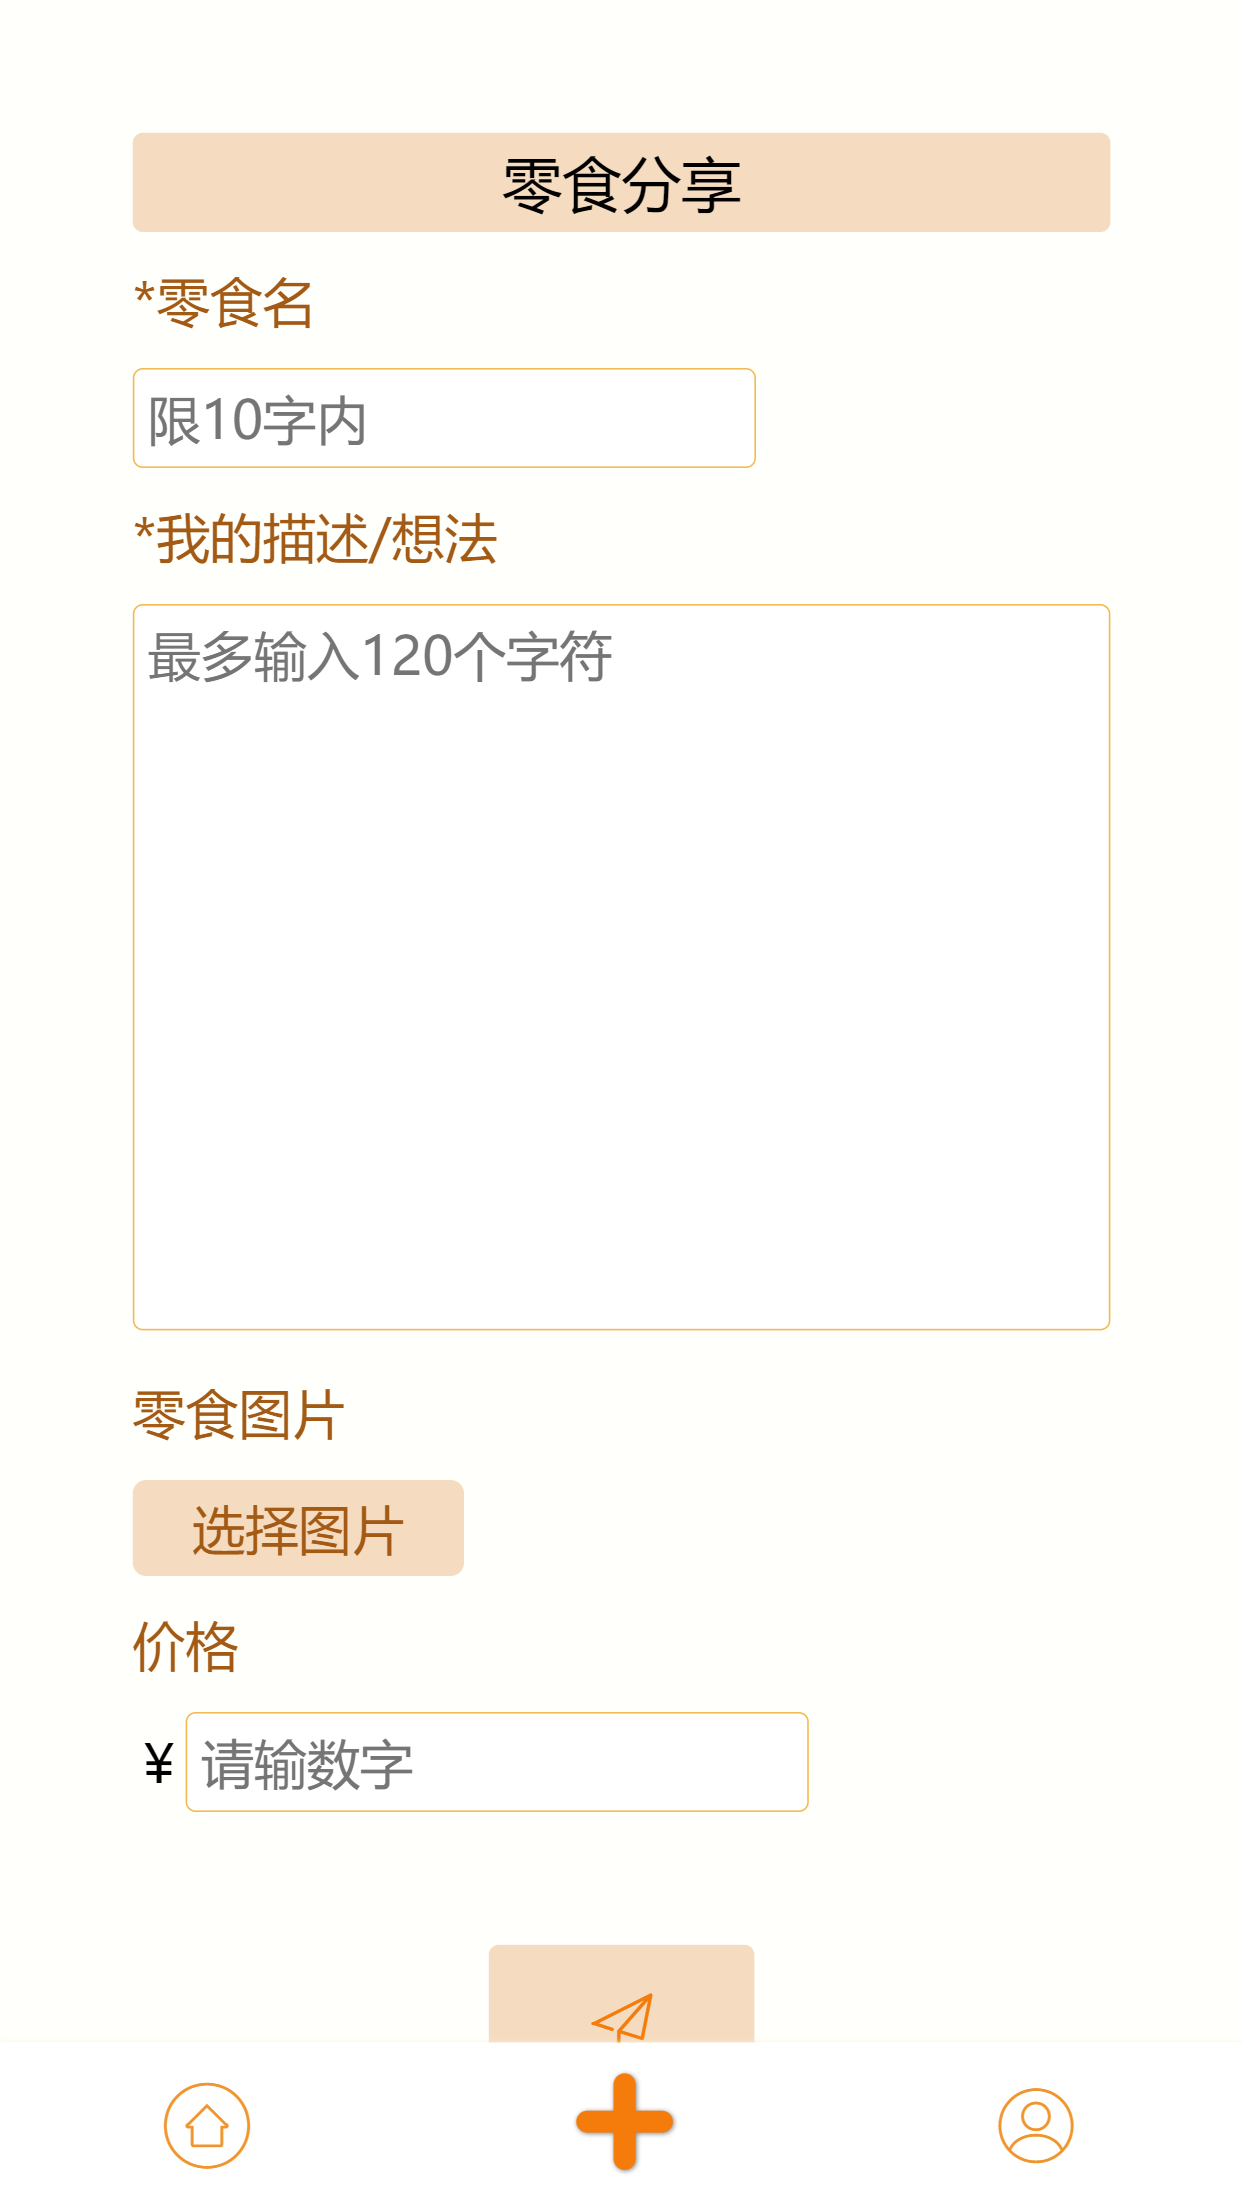 零食分享
*零食名
限10字内
*我的描述/想法
最多输入120个字符
零食图片
选择图片
价格
¥ 请输数字